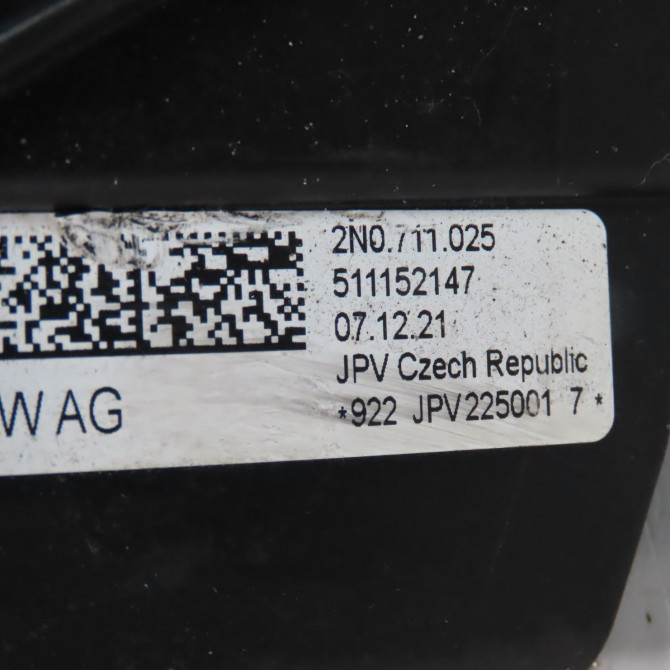 2N0.711.025
511152147
07.12.21
JPV Czech Republic
W AG
*922 JPV225001 7 *